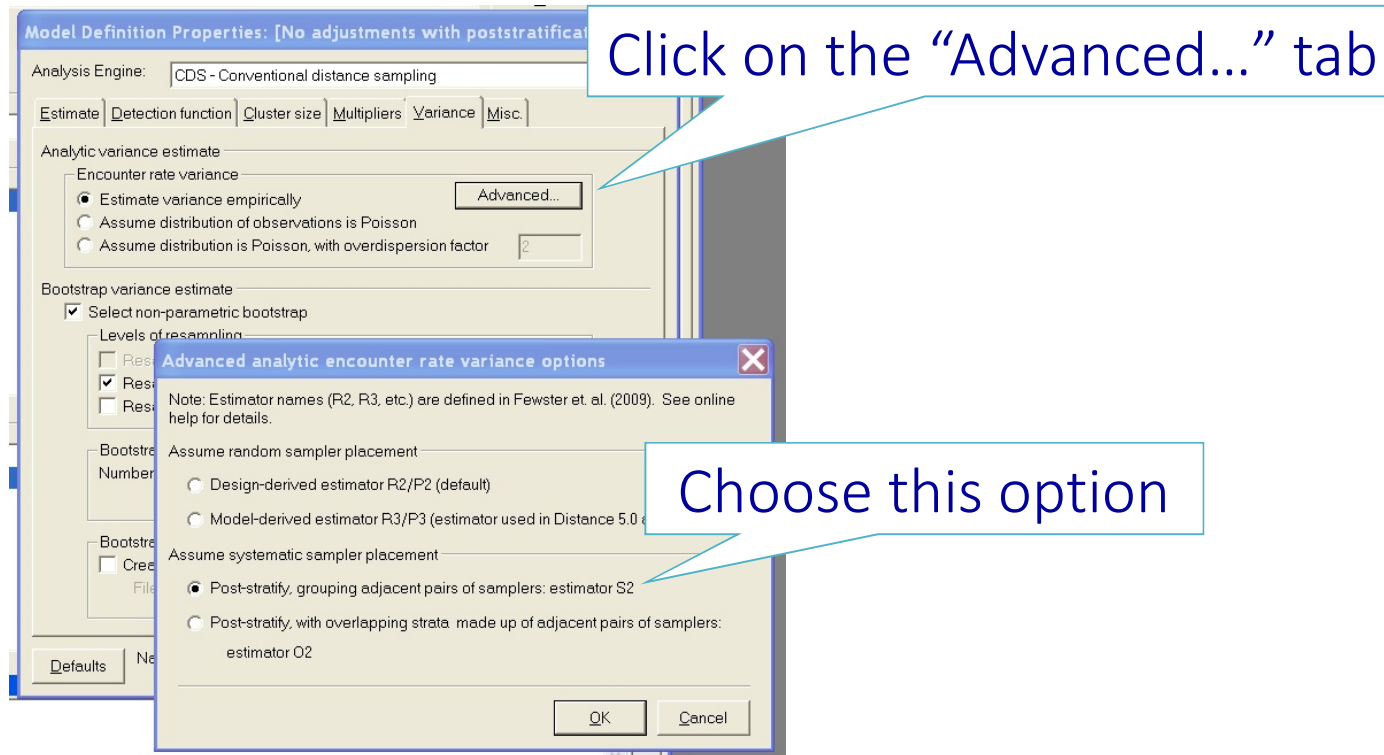 Model Definition Properties: [No adjustments with poststratificat
Click on the “Advanced…” tab
Analysis Engine: CDS - Conventional distance sampling
Estimate Detection function Cluster size Multipliers Variance Misc.
Analytic variance estimate
Encounter rate variance
Estimate variance empirically
Advanced...
Assume distribution of observations is Poisson
Assume distribution is Poisson, with overdispersion factor 2
Bootstrap variance estimate
Select non-parametric bootstrap
Levels of resampling
Advanced analytic encounter rate variance options
Note: Estimator names (R2, R3, etc.) are defined in Fewster et. al. (2009). See online
help for details.
Assume random sampler placement
Number
Design-derived estimator R2/P2 (default)
Choose this option
Model-derived estimator R3/P3 (estimator used in Distance 5.0
Assume systematic sampler placement
Post-stratify, grouping adjacent pairs of samplers: estimator S2
Post-stratify, with overlapping strata made up of adjacent pairs of samplers:
estimator O2
Defaults
OK Cancel